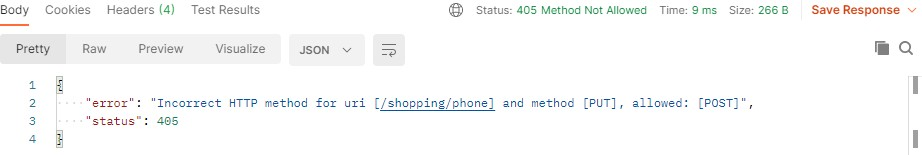 Body Cookies Headers (4) Test Results Status: 405 Method Not Allowed Time: 9 ms Size: 266 B Save Response
Pretty Raw Preview Visualize JSON
1 {
2 "error": "Incorrect HTTP method for uri [/shopping/phone] and method [PUT], allowed: [POST]",
3 "status": 405
4 }